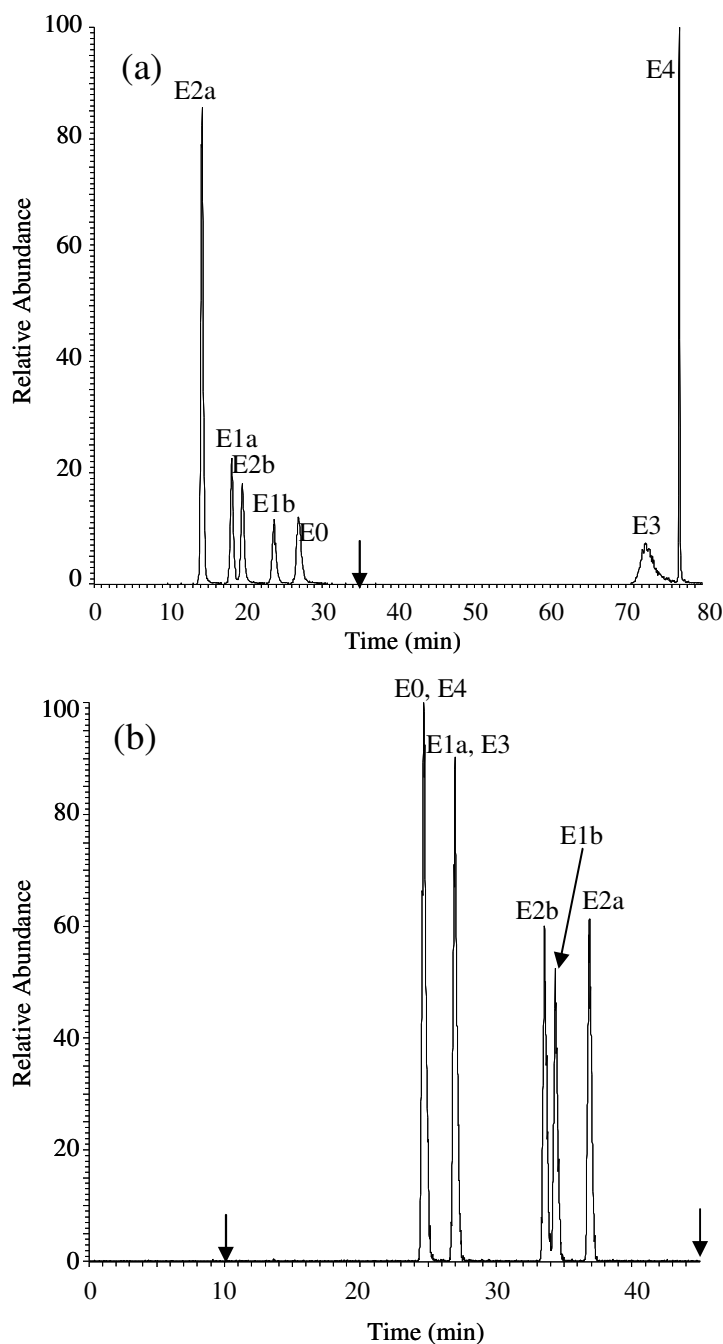 100
(a)
E4
E2a
80
Relative Abundance
60
40
E1a
20
E2b
E1b
E0
E3
0
0 10 20 30 40 50 60 70 80
Time (min)
E0, E4
100
(b)
E1a, E3
80
E1b
E2b
E2a
60
Relative Abundance
40
20
0
0 10 20 30 40
Time (min)